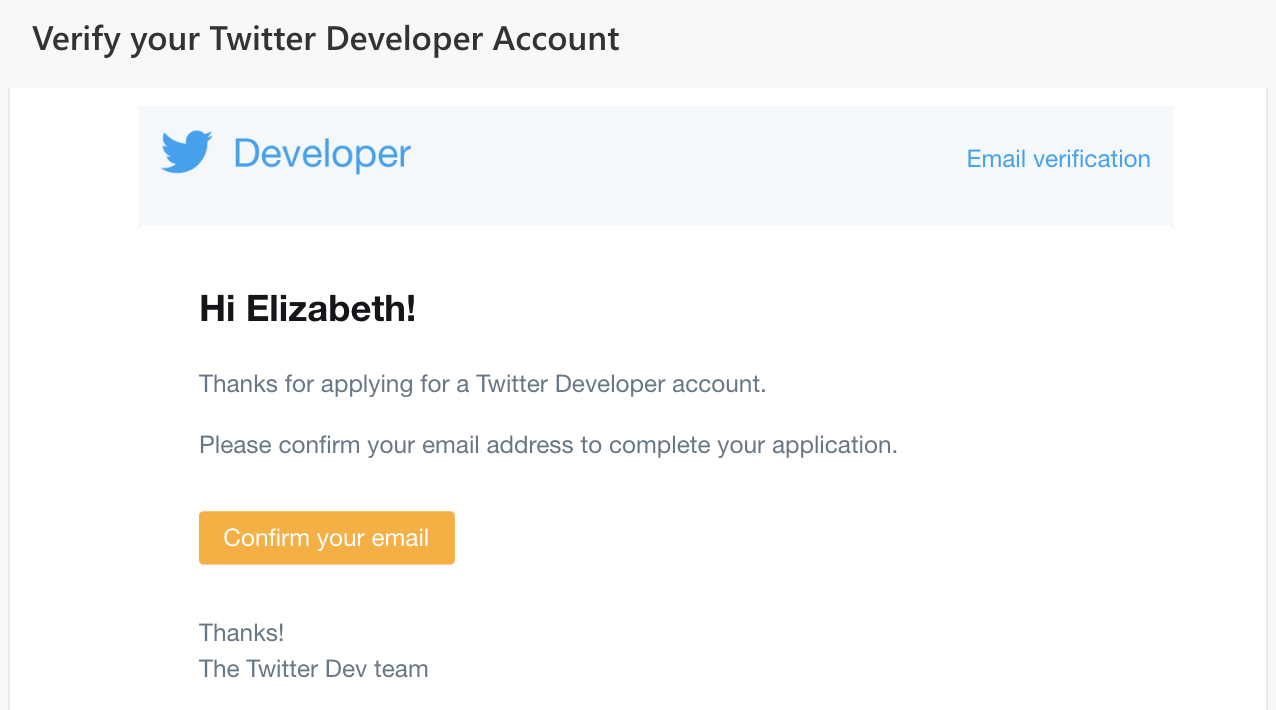 Verify your Twitter Developer Account
Developer
Email verification
Hi Elizabeth!
Thanks for applying for a Twitter Developer account.
Please confirm your email address to complete your application.
Confirm your email
Thanks!
The Twitter Dev team